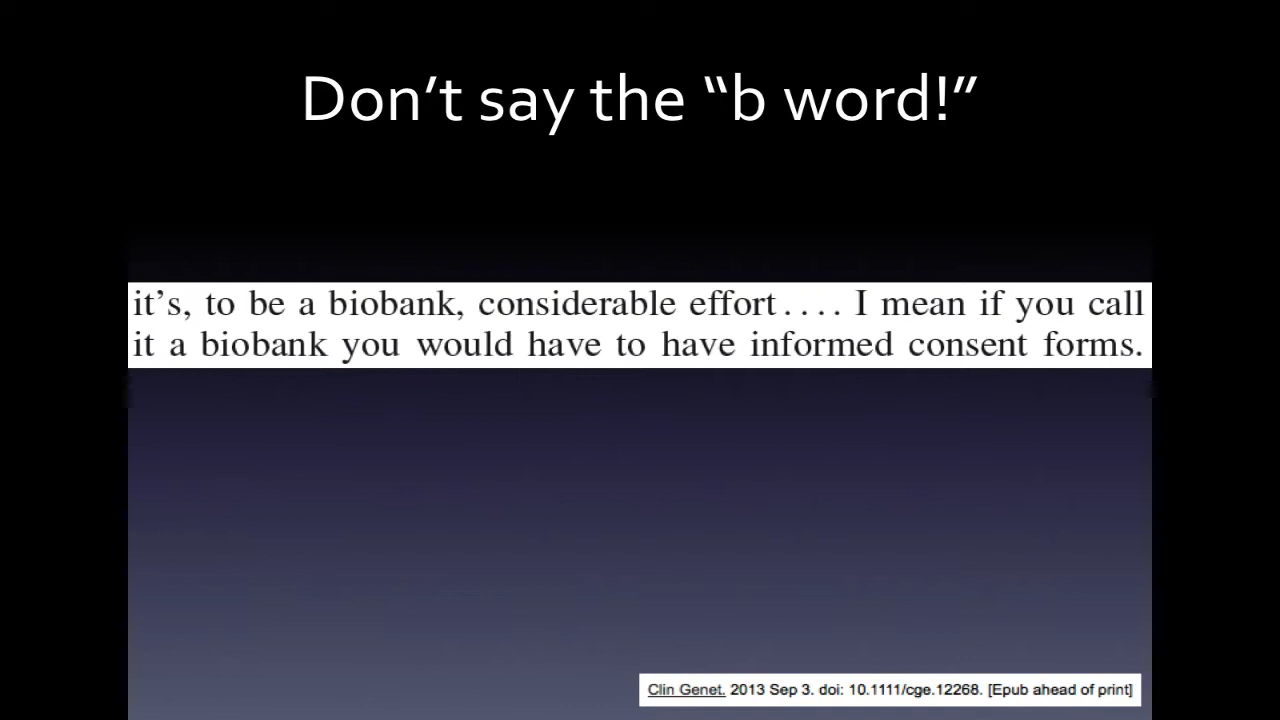 Don’t say the “b word!”
it’s, to be a biobank, considerable effort . . . . I mean if you call
it a biobank you would have to have informed consent forms.
Clin Genet. 2013 Sep 3. doi: 10.1111/cge.12268. [Epub ahead of print]